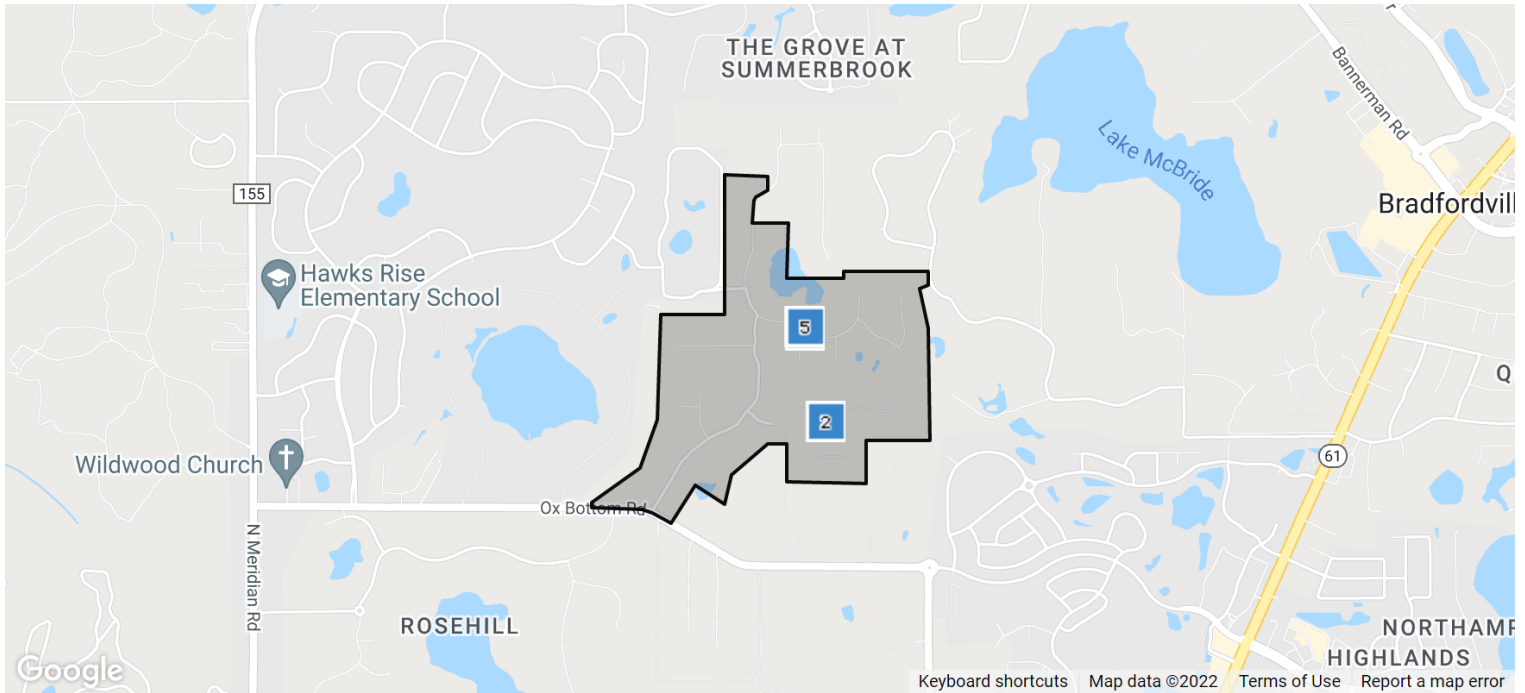 THE GROVE AT
SUMMERBROOK
Bannerman Rd
Lake McBride
155
Bradfordvill
Hawks Rise
Elementary School
5
Q
2
Wildwood Church
61
Ox Bottom Rd
N Meridian Rd
ROSEHILL
NORTHAMP
HIGHLANDS
Google
Keyboard shortcuts
Map data ©2022
Terms of Use
Report a map error